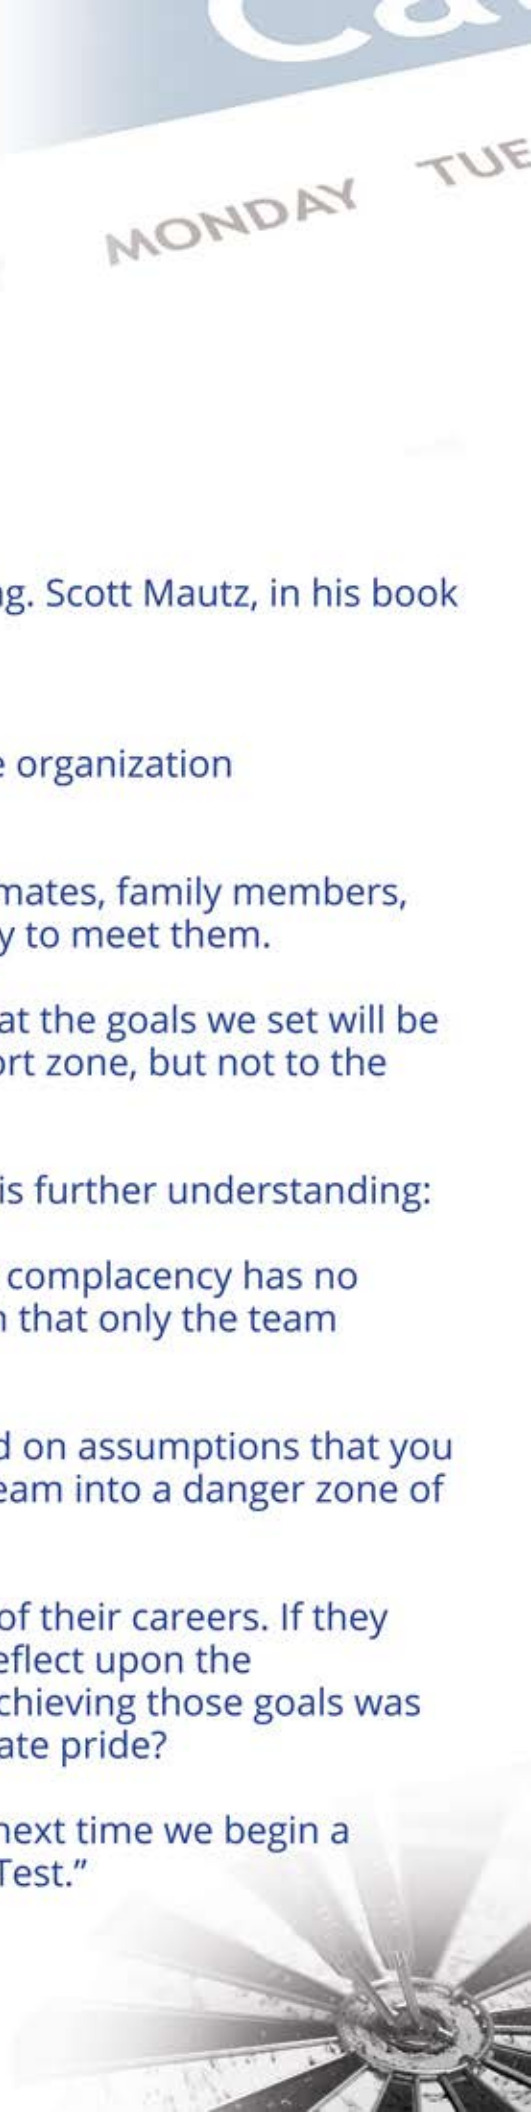 Ca
MONDAY TUE
g. Scott Mautz, in his book
e organization
mates, family members,
y to meet them.
at the goals we set will be
ort zone, but not to the
is further understanding:
complacency has no
n that only the team
d on assumptions that you
eam into a danger zone of
of their careers. If they
eflect upon the
chieving those goals was
ate pride?
next time we begin a
Test.”